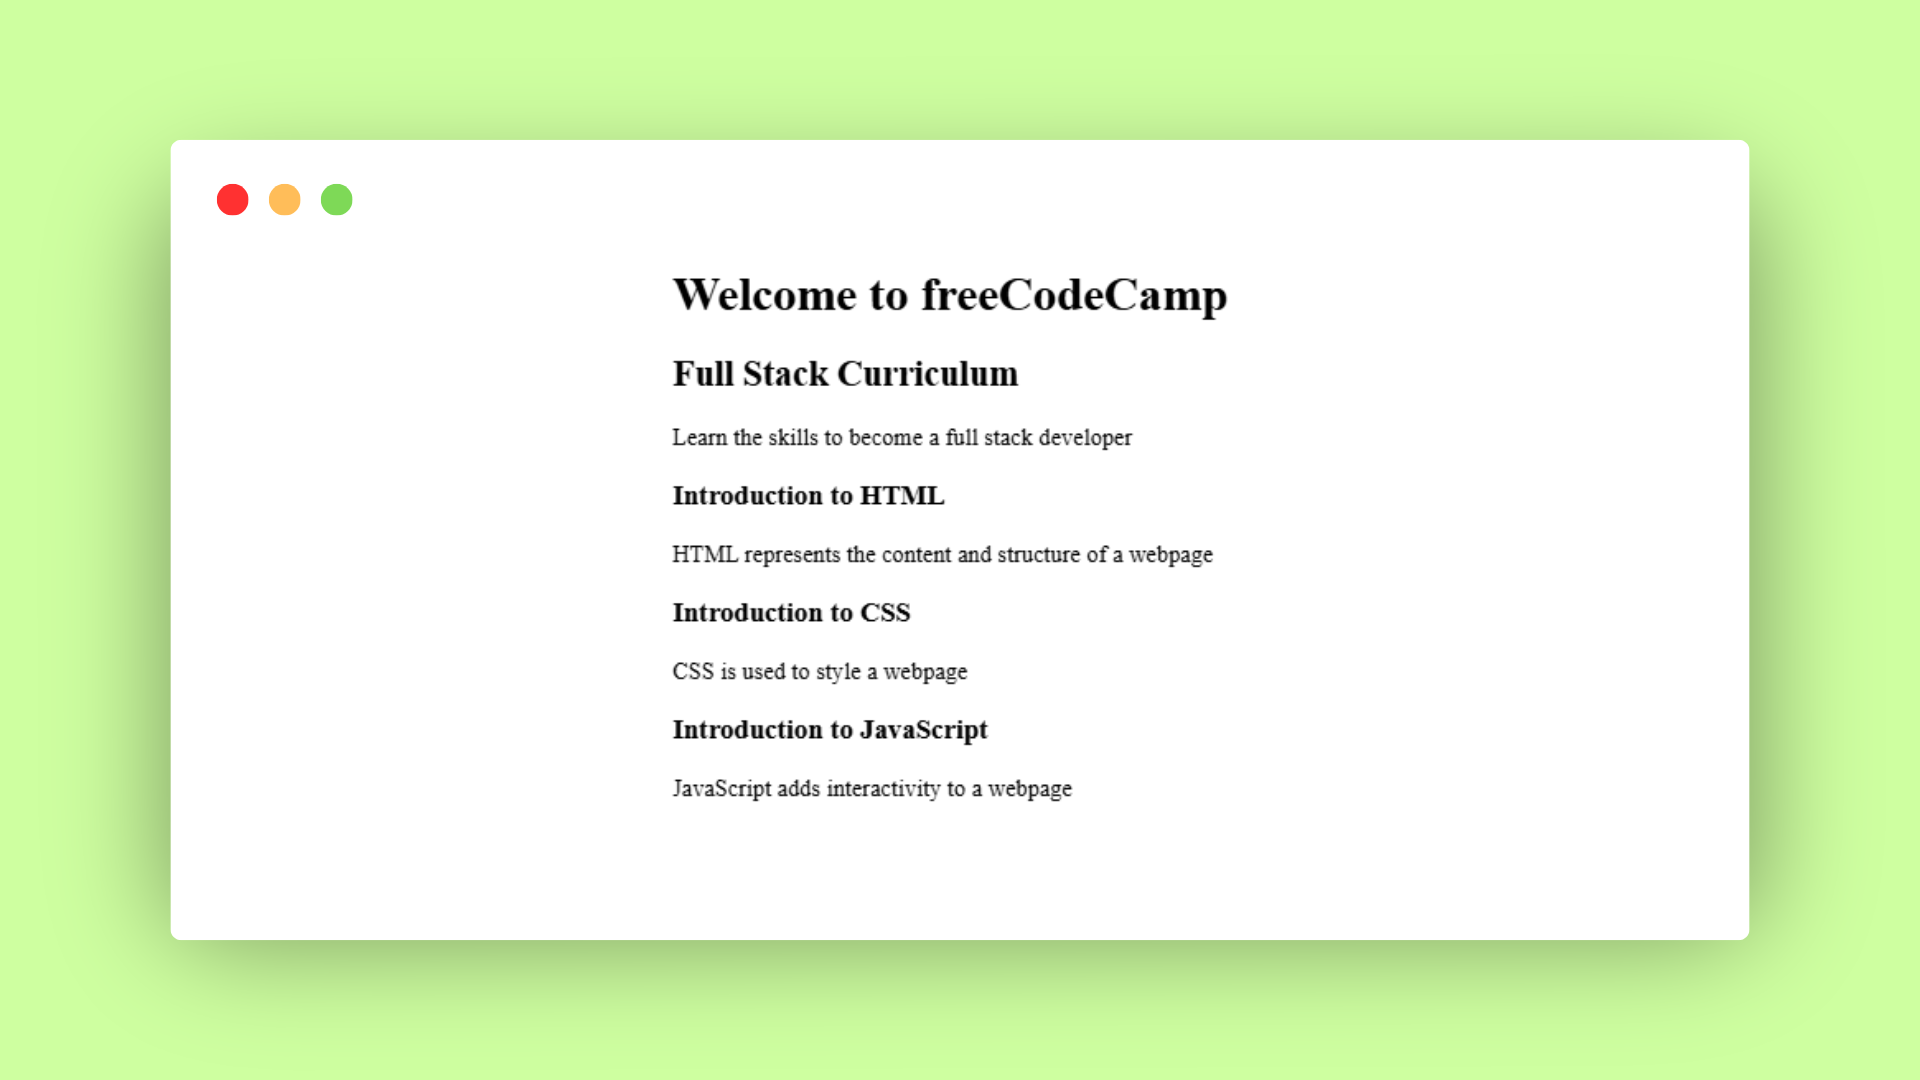 Welcome to freeCodeCamp
Full Stack Curriculum
Learn the skills to become a full stack developer
Introduction to HTML
HTML represents the content and structure of a webpage
Introduction to CSS
CSS is used to style a webpage
Introduction to JavaScript
JavaScript adds interactivity to a webpage